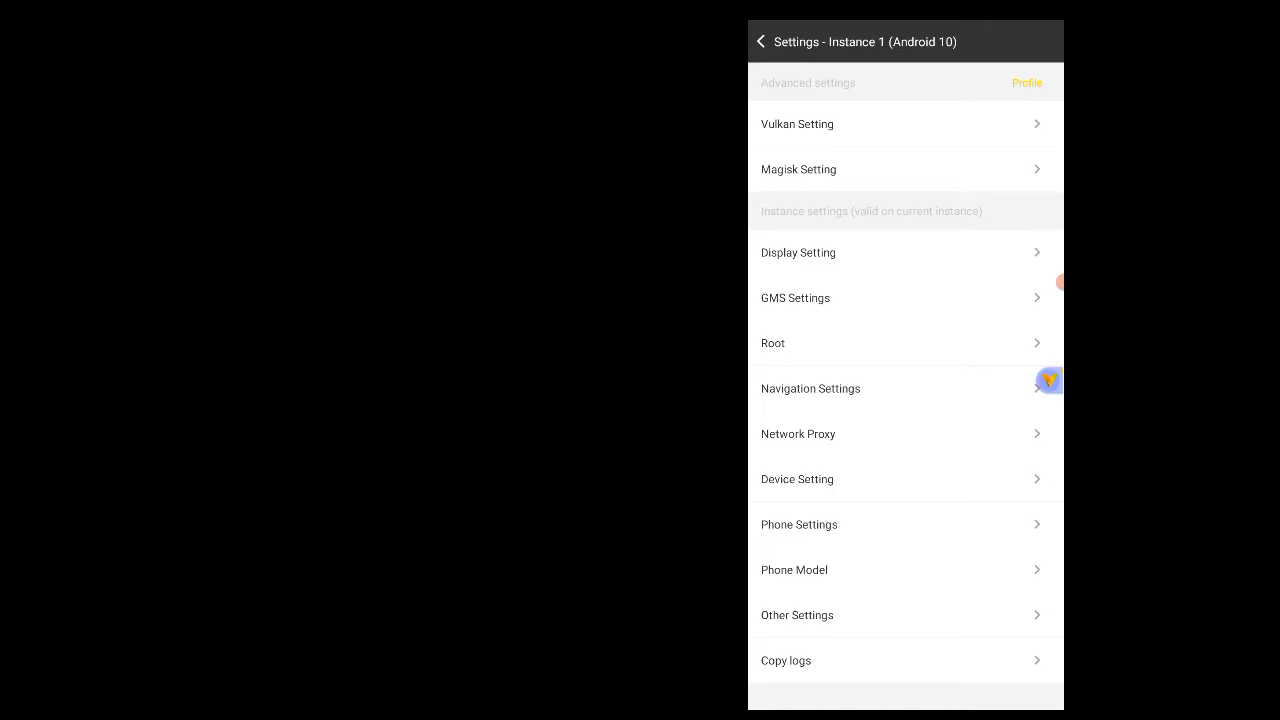 Settings - Instance 1 (Android 10)
Advanced settings Profile
Vulkan Setting
Magisk Setting
Instance settings (valid on current instance)
Display Setting
GMS Settings
Root
Navigation Settings
Network Proxy
Device Setting
Phone Settings
Phone Model
Other Settings
Copy logs